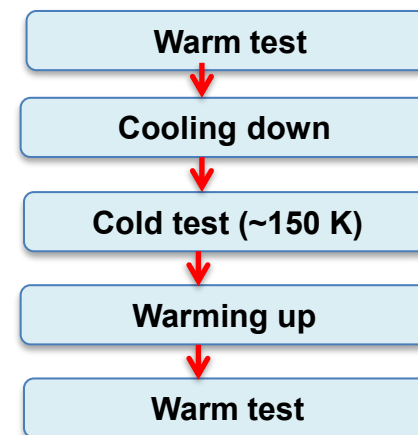 Warm test
Cooling down
Cold test (~150 K)
Warming up
Warm test